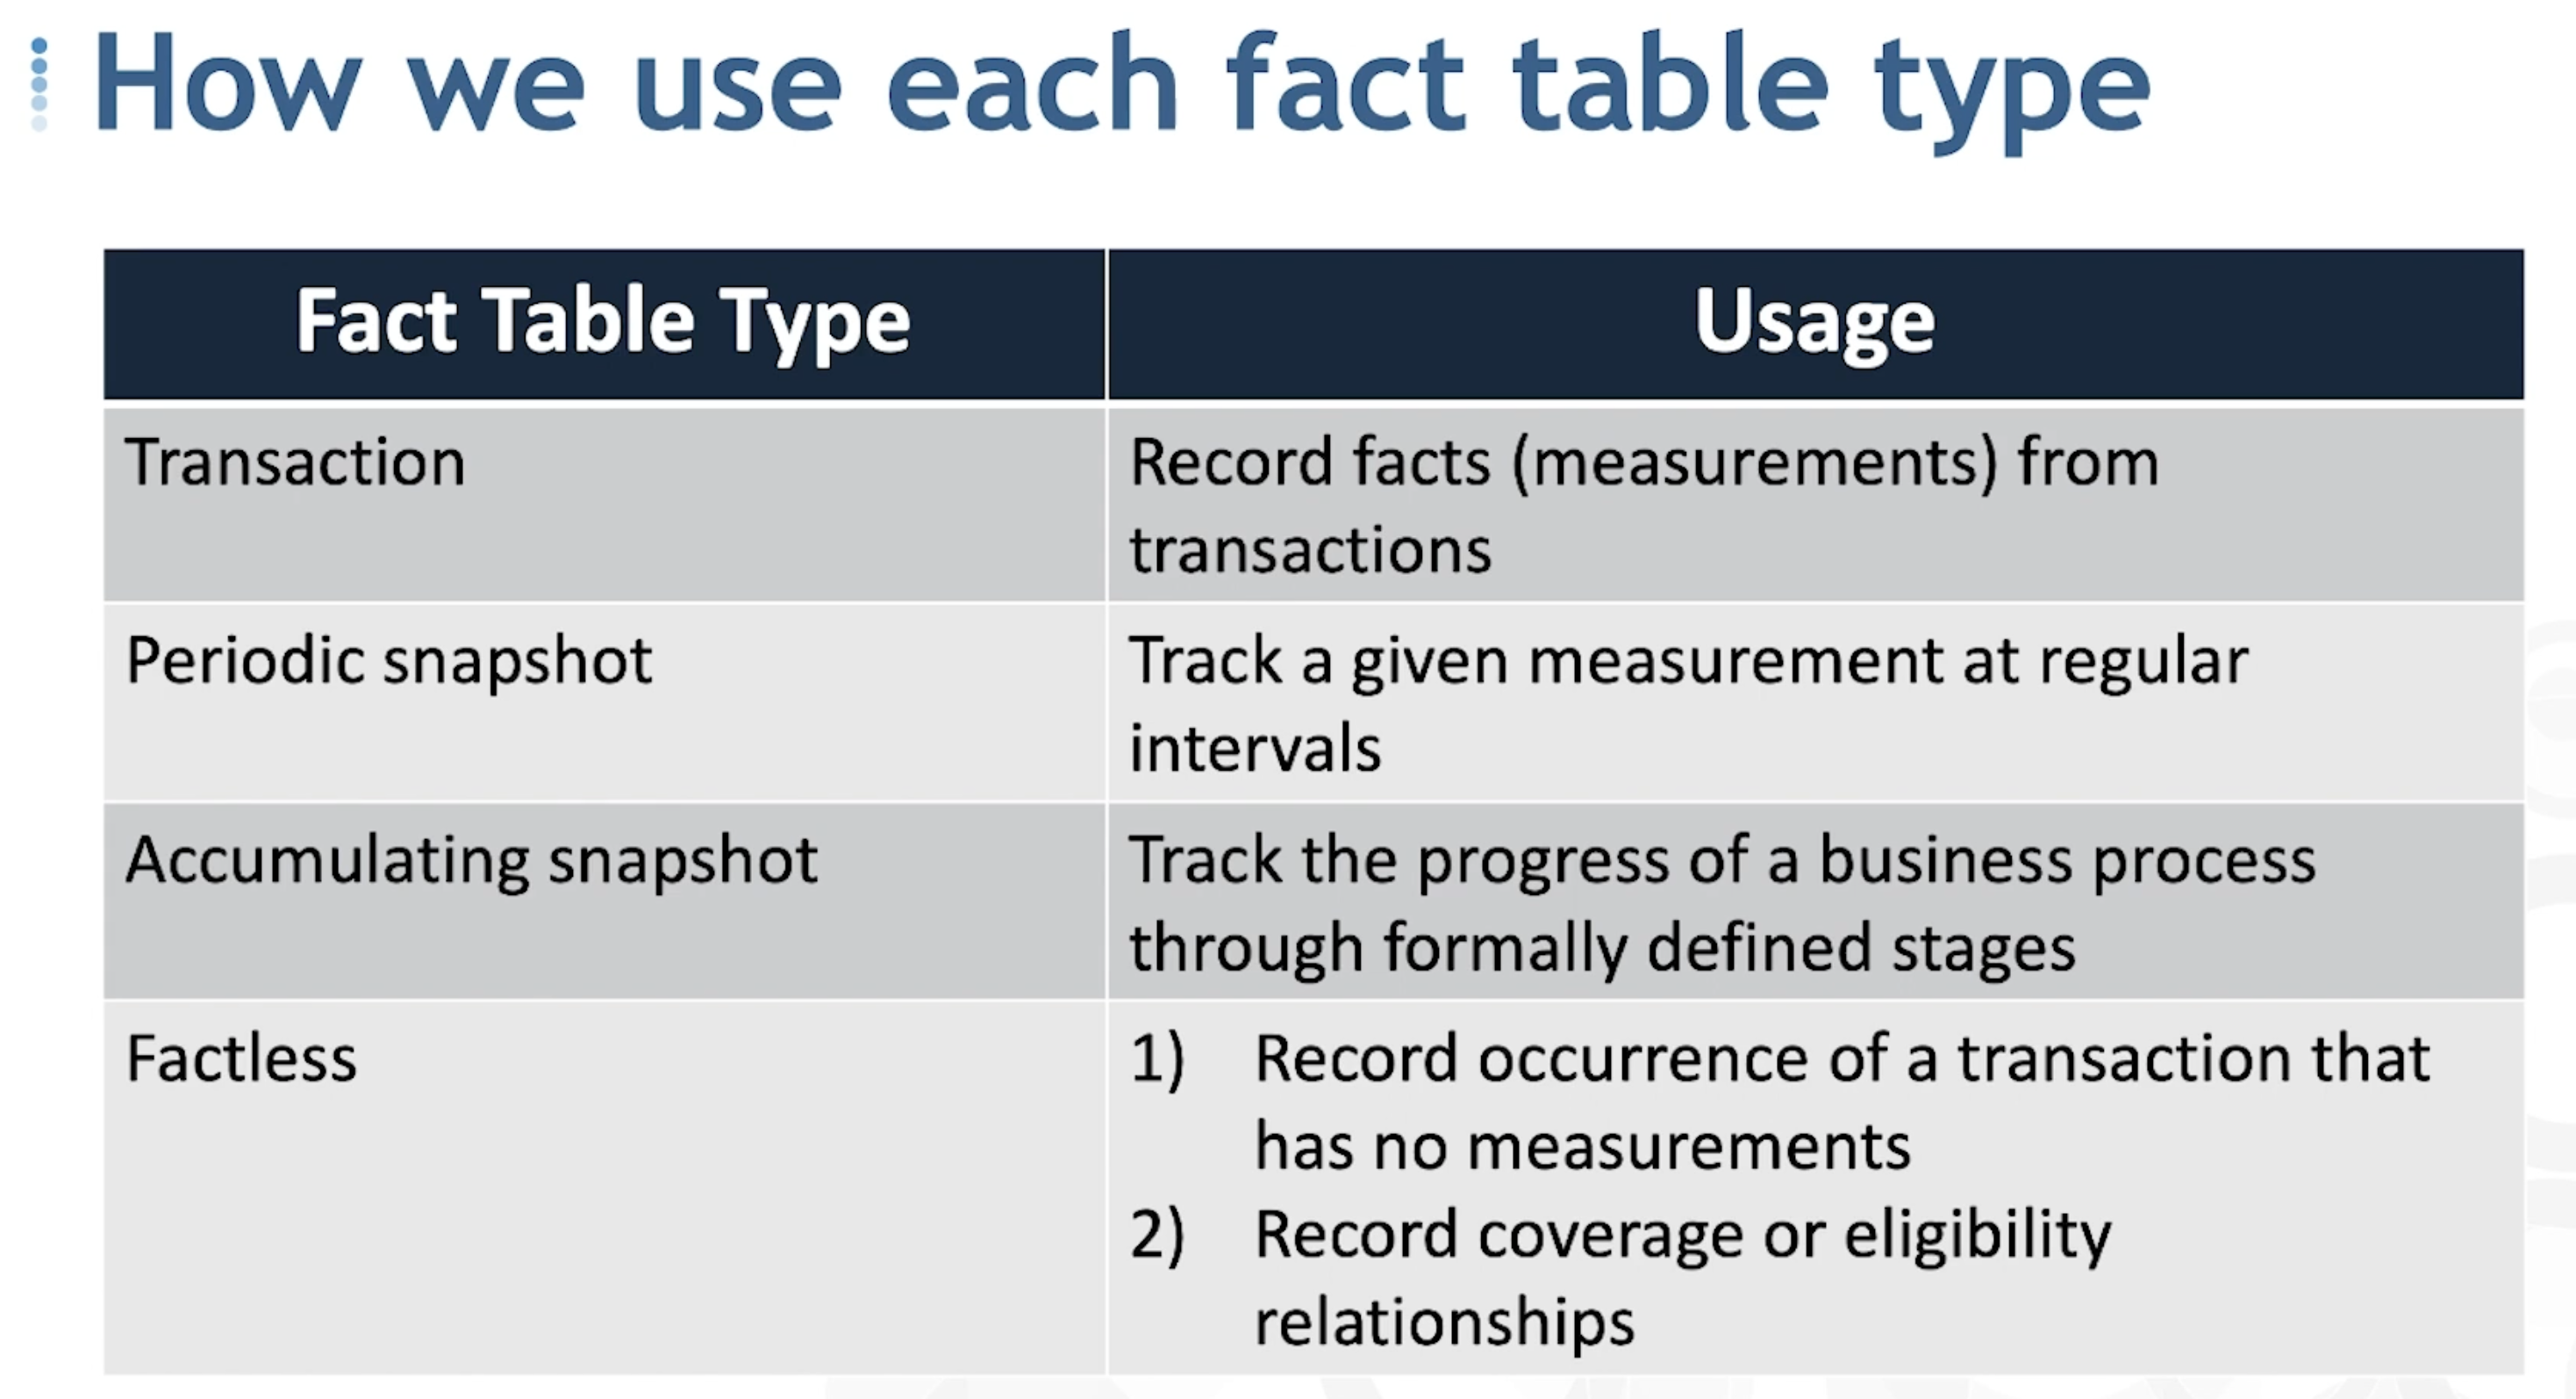 How we use each fact table type
Fact Table Type
Usage
Transaction
Record facts (measurements) from
transactions
Periodic snapshot
Track a given measurement at regular
intervals
Accumulating snapshot
Track the progress of a business process
through formally defined stages
Factless
1) Record occurrence of a transaction that
has no measurements
2) Record coverage or eligibility
relationships